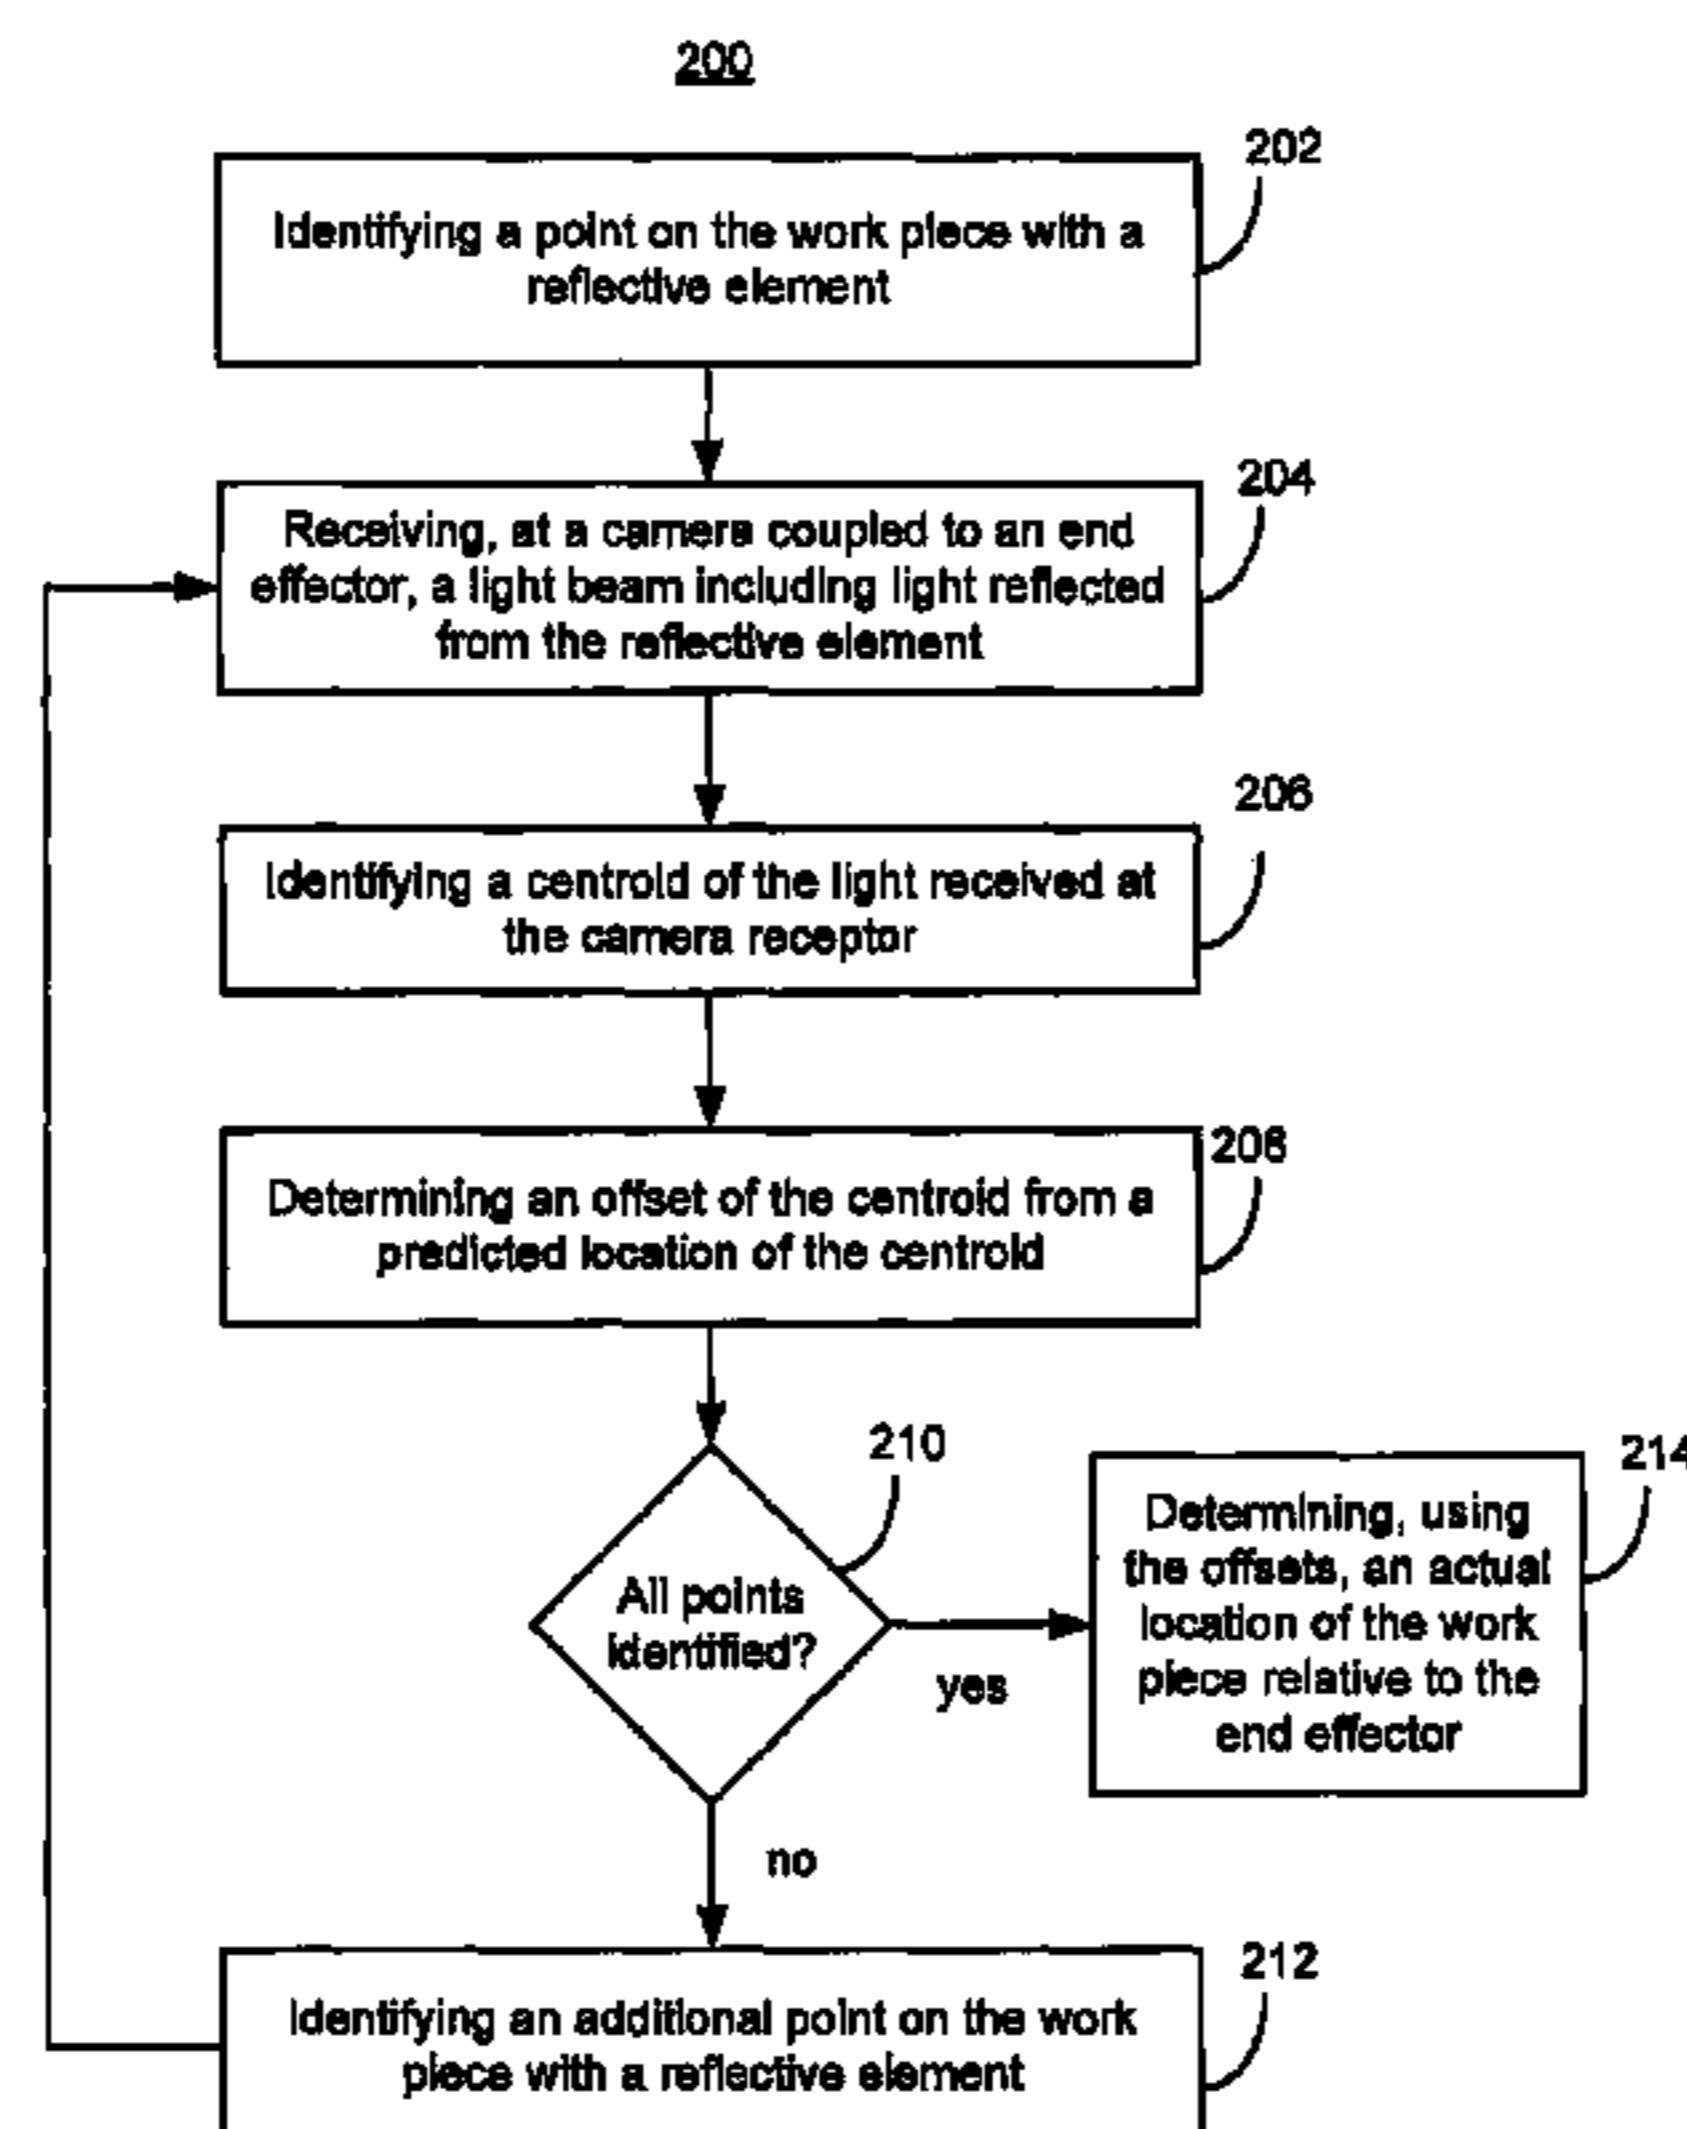 200
202
Identifying a point on the work piece with a
reflective element
204
Receiving, at a camera coupled to an end
effector, a light beam including light reflected
from the reflective element
206
Identifying a centroid of the light received at
the camera receptor
208
Determining an offset of the centroid from a
predicted location of the centroid
210
All points
identified?
yes
214
Determining, using
the offsets, an actual
location of the work
piece relative to the
end effector
no
212
Identifying an additional point on the work
piece with a reflective element